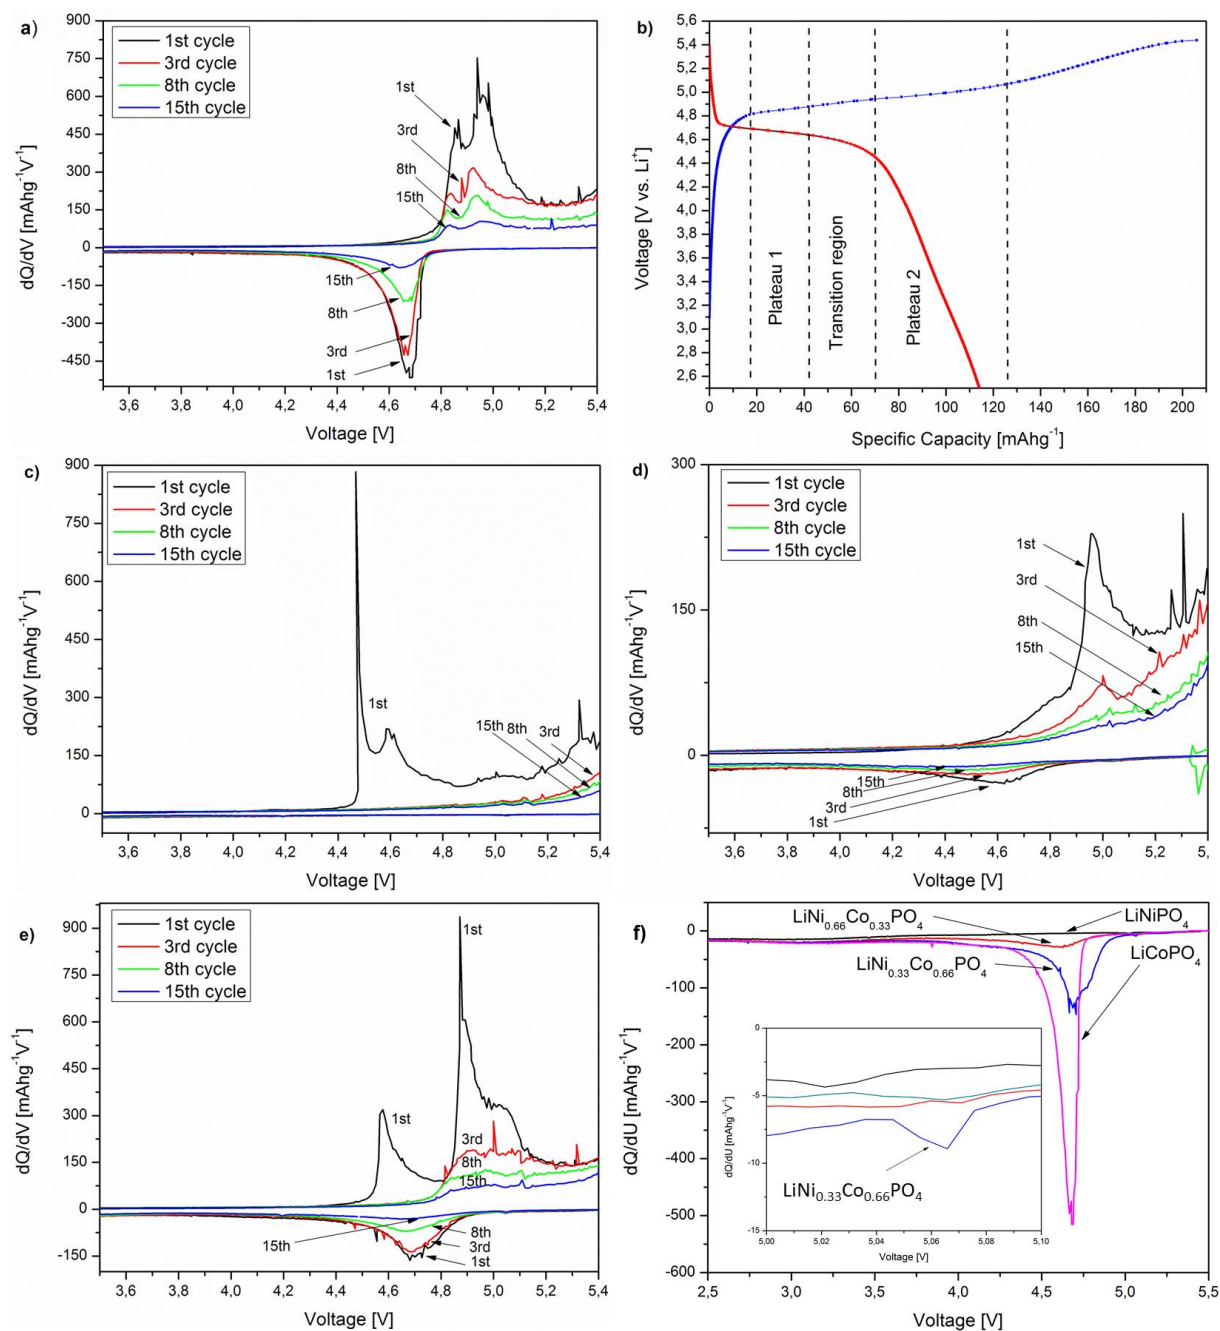 a)
900
750
600
450
300
150
0
-150
-300
-450
dQ/dV [mAhg⁻¹V⁻¹]
1st cycle
3rd cycle
8th cycle
15th cycle
1st
3rd
8th
15th
15th
8th
3rd
1st
3,6 4,0 4,4 4,8 5,0 5,4
Voltage [V]
b)
5,6
5,4
5,2
5,0
4,8
4,6
4,4
4,2
4,0
3,8
3,6
3,4
3,2
3,1
3,0
2,9
2,8
2,6
Voltage [V vs. Li⁺]
Plateau 1
Transition region
Plateau 2
0 20 40 60 80 100 120 140 160 180 200
Specific Capacity [mAhg⁻¹]
c)
900
750
600
450
300
150
0
dQ/dV [mAhg⁻¹V⁻¹]
1st cycle
3rd cycle
8th cycle
15th cycle
1st
15th 8th 3rd
3,6 4,0 4,2 4,4 4,6 4,8 5,0 5,2 5,4
Voltage [V]
d)
300
150
0
dQ/dV [mAhg⁻¹V⁻¹]
1st cycle
3rd cycle
8th cycle
15th cycle
1st
3rd
8th
15th
15th
8th
3rd
1st
3,6 4,0 4,2 4,4 4,6 5,0 5,2 5,
Voltage [V]
e)
900
750
600
450
300
150
0
-150
dQ/dV [mAhg⁻¹V⁻¹]
1st cycle
3rd cycle
8th cycle
15th cycle
1st
1st
3rd
8th
15th
15th
8th
3rd
1st
3,6 4,0 4,2 4,4 4,6 4,8 5,0 5,2 5,4
Voltage [V]
f)
0
-100
-200
-300
-400
-500
-600
dQ/dU [mAhg⁻¹V⁻¹]
LiNi₀.₆₆Co₀.₃₃PO₄
LiNiPO₄
LiNi₀.₃₃Co₀.₆₆PO₄
LiCoPO₄
0
-5
-10
-15
dQ/dU [mAhg⁻¹V⁻¹]
LiNi₀.₃₃Co₀.₆₆PO₄
5,00 5,02 5,04 5,06 5,08 5,10
Voltage [V]
2,5 3,0 3,5 4,0 4,5 5,0 5,5
Voltage [V]